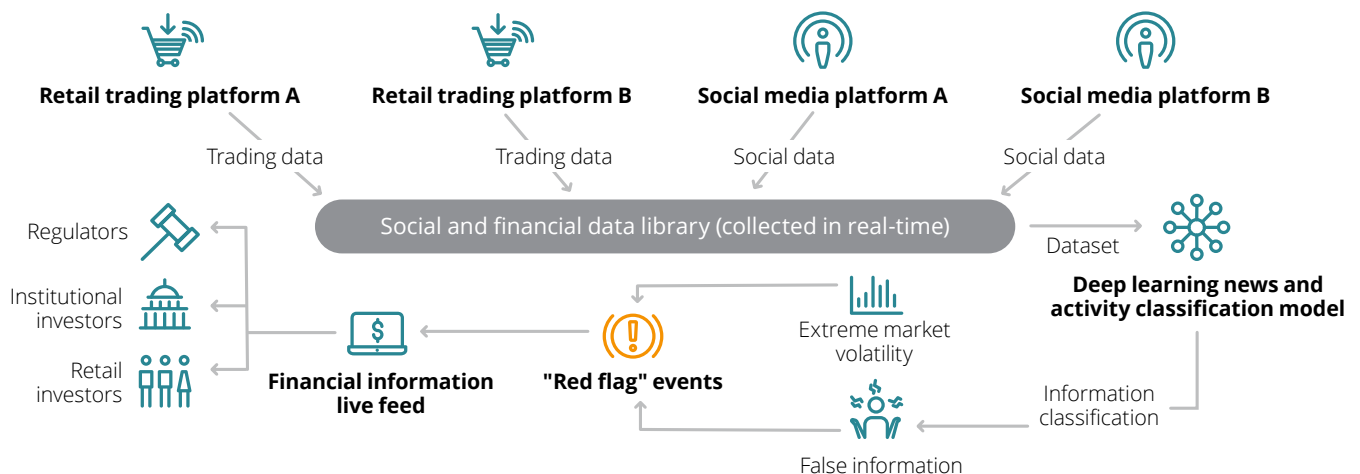 Retail trading platform A
Retail trading platform B
Social media platform A
Social media platform B
Trading data
Trading data
Social data
Social data
Social and financial data library (collected in real-time)
Dataset
Deep learning news and
activity classification model
Regulators
Institutional
investors
Retail
investors
$
Financial information
live feed
"Red flag" events
Extreme market
volatility
Information
classification
False information